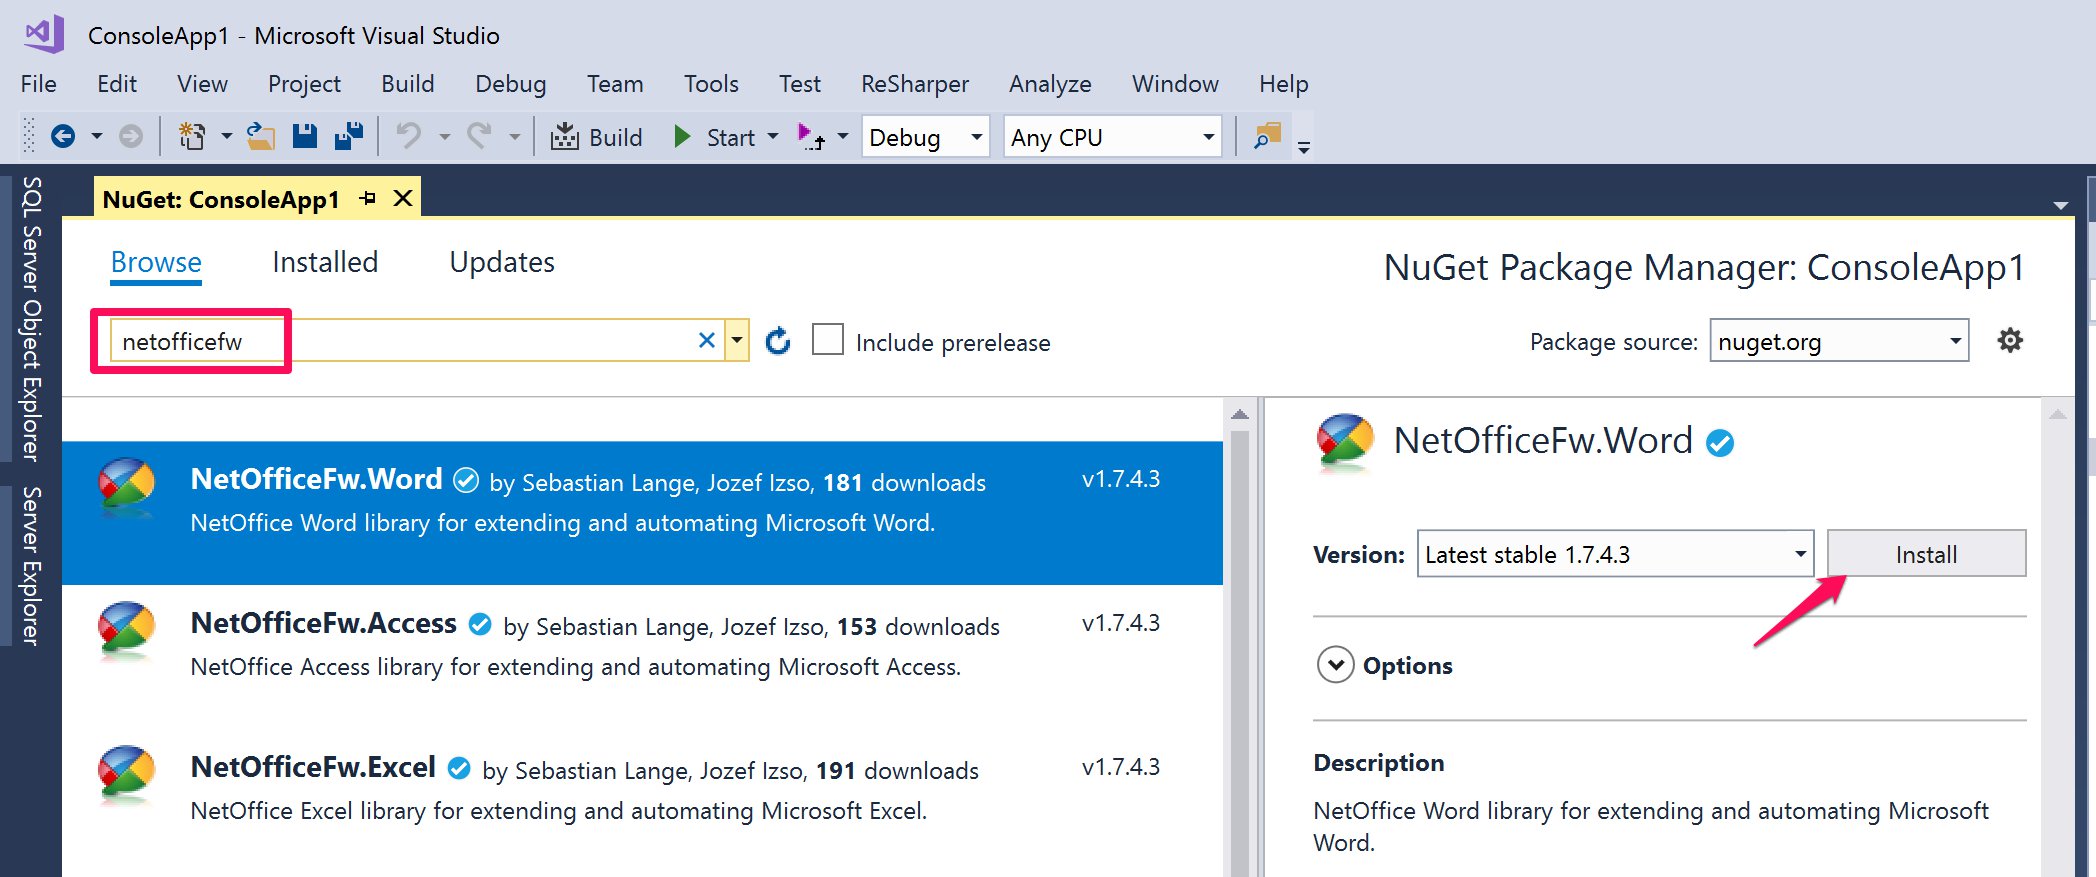 ConsoleApp1 - Microsoft Visual Studio
File Edit View Project Build Debug Team Tools Test ReSharper Analyze Window Help
Build Start Debug Any CPU
SQL Server Object Explorer
Server Explorer
NuGet: ConsoleApp1
Browse Installed Updates
NuGet Package Manager: ConsoleApp1
netofficefw
Include prerelease
Package source: nuget.org
NetOfficeFw.Word by Sebastian Lange, Jozef Izso, 181 downloads v1.7.4.3
NetOffice Word library for extending and automating Microsoft Word.
NetOfficeFw.Access by Sebastian Lange, Jozef Izso, 153 downloads v1.7.4.3
NetOffice Access library for extending and automating Microsoft Access.
NetOfficeFw.Excel by Sebastian Lange, Jozef Izso, 191 downloads v1.7.4.3
NetOffice Excel library for extending and automating Microsoft Excel.
NetOfficeFw.Word
Version: Latest stable 1.7.4.3 Install
Options
Description
NetOffice Word library for extending and automating Microsoft
Word.